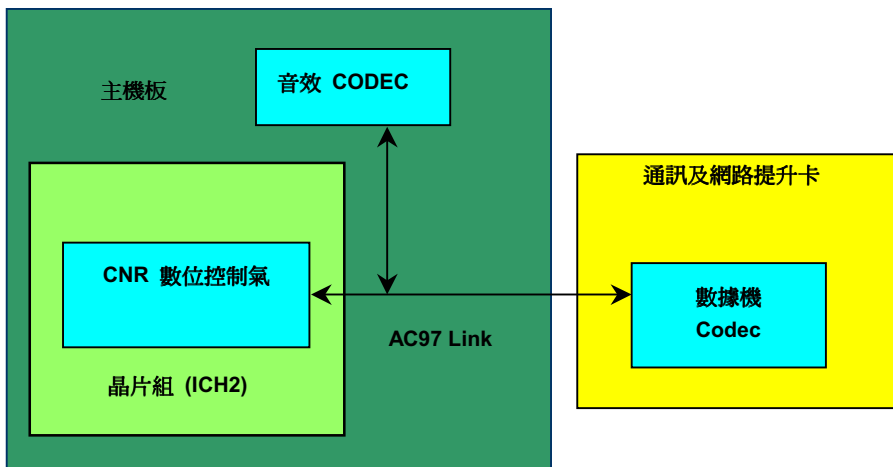 主機板
音效 CODEC
通訊及網路提升卡
CNR 數位控制氣
數據機
Codec
AC97 Link
晶片組 (ICH2)